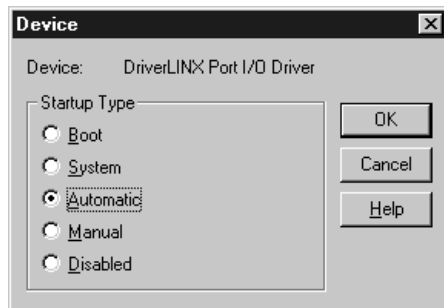 Device
Device: DriverLINX Port I/O Driver
Startup Type
Boot
System
Automatic
Manual
Disabled
OK
Cancel
Help